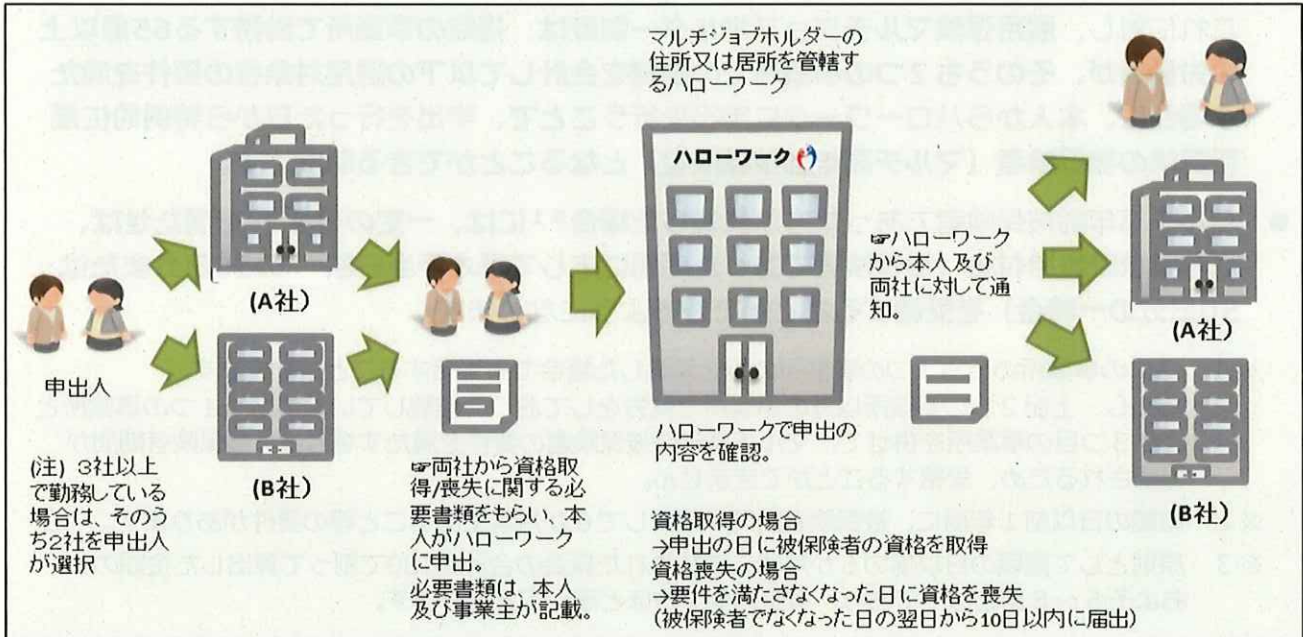 マルチジョブホルダーの
住所又は居所を管轄す
るハローワーク
ハローワーク
(A社)
(B社)
申出人
(注) 3社以上
で勤務している
場合は、そのう
ち2社を申出人
が選択
☞両社から資格取
得/喪失に関する必
要書類をもらい、本
人がハローワーク
に申出。
必要書類は、本人
及び事業主が記載。
ハローワークで申出の
内容を確認。
資格取得の場合
→申出の日に被保険者の資格を取得
資格喪失の場合
→要件を満たさなくなった日に資格を喪失
(被保険者でなくなった日の翌日から10日以内に届出)
☞ハローワーク
から本人及び
両社に対して通
知。
(A社)
(B社)